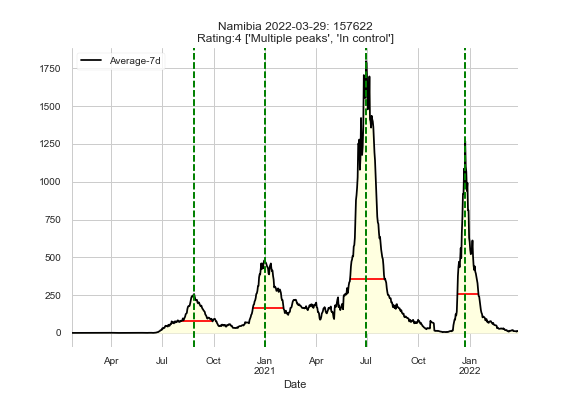 Namibia 2022-03-29: 157622
Rating:4 ['Multiple peaks', 'In control']
Average-7d
1750
1500
1250
1000
750
500
250
0
Apr
Jul
Oct
Jan
2021
Apr
Jul
Oct
Jan
2022
Date